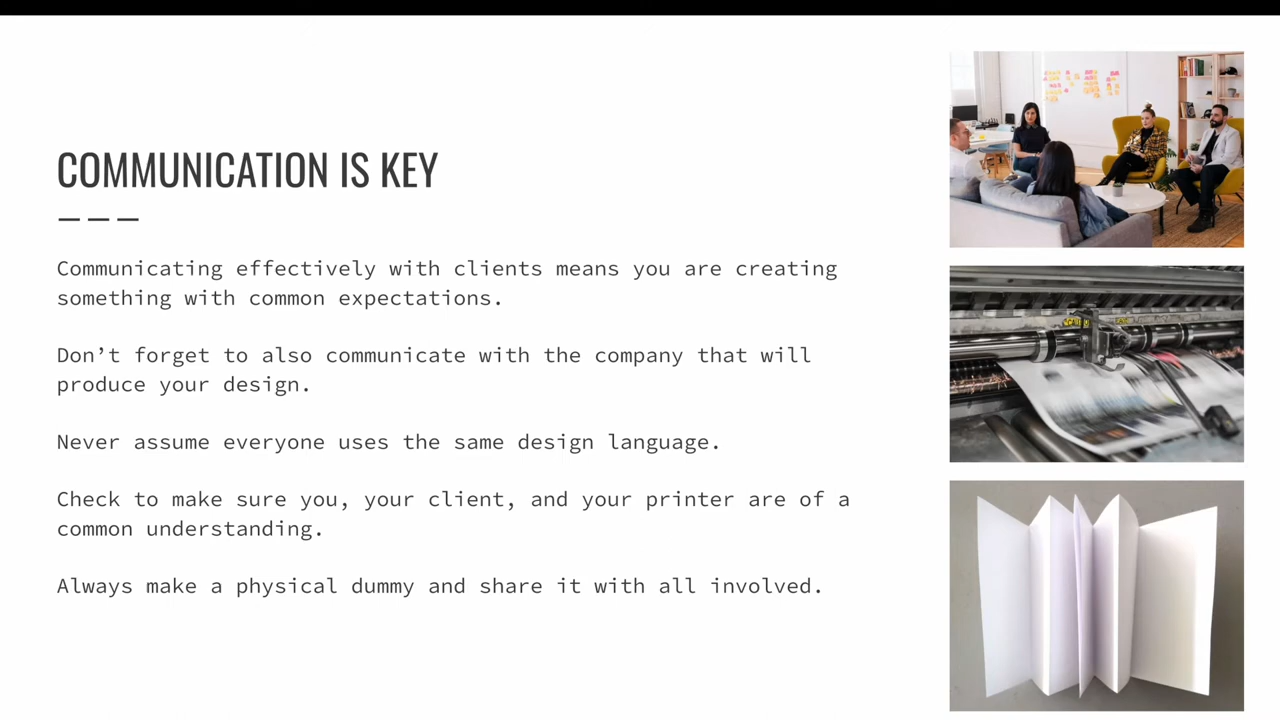 COMMUNICATION IS KEY
Communicating effectively with clients means you are creating
something with common expectations.
Don’t forget to also communicate with the company that will
produce your design.
Never assume everyone uses the same design language.
Check to make sure you, your client, and your printer are of a
common understanding.
Always make a physical dummy and share it with all involved.